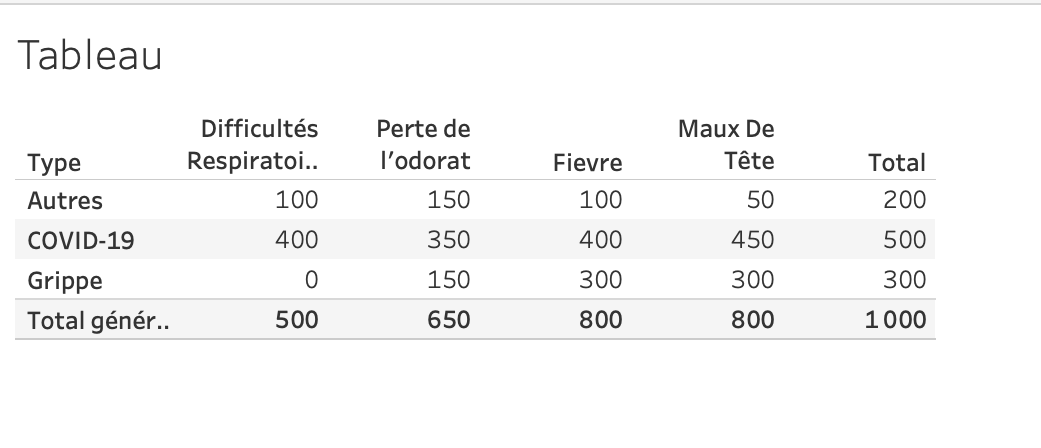 Tableau
Type Difficultés Respiratoi.. Perte de l'odorat Fievre Maux De Tête Total
Autres 100 150 100 50 200
COVID-19 400 350 400 450 500
Grippe 0 150 300 300 300
Total génér.. 500 650 800 800 1 000